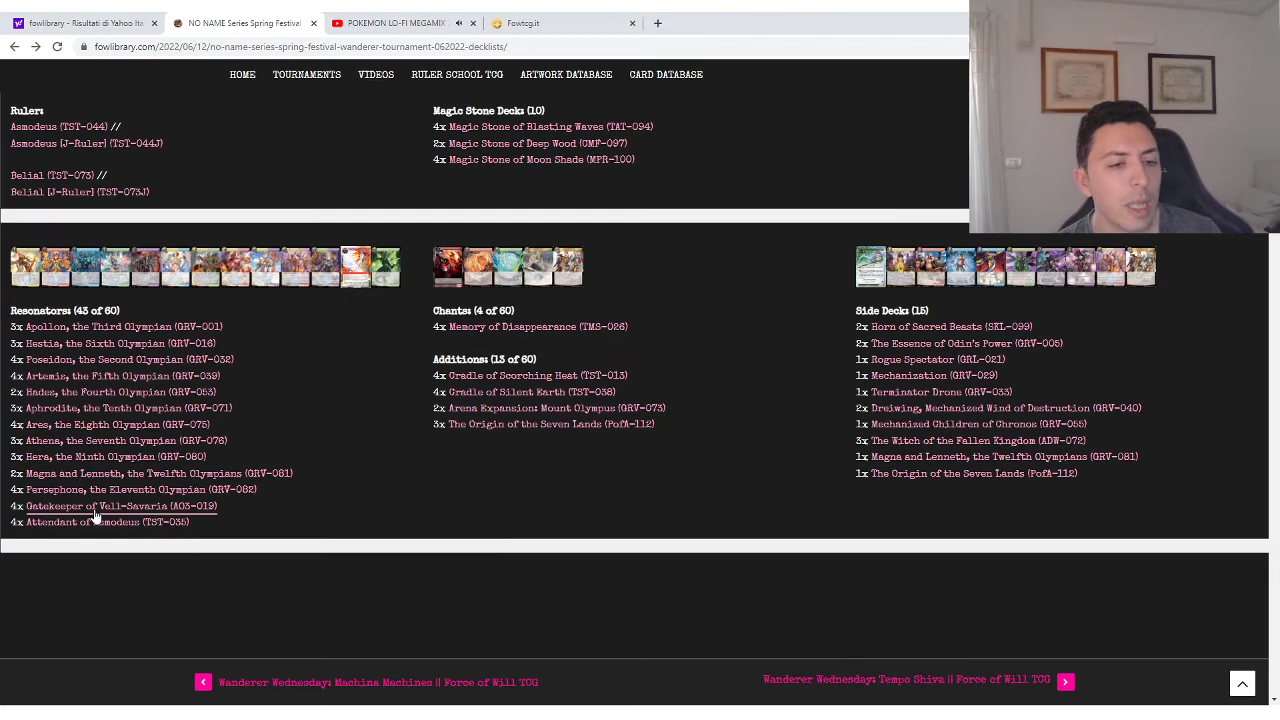 fowlibrary - Risultati di Yahoo Ita
NO NAME Series Spring Festival
POKEMON LO-FI MEGAMIX
Fowtcg.it
fowlibrary.com/2022/06/12/no-name-series-spring-festival-wanderer-tournament-062022-decklists/
HOME TOURNAMENTS VIDEOS RULER SCHOOL TCG ARTWORK DATABASE CARD DATABASE
Ruler:
Asmodeus (TST-044) //
Asmodeus [J-Ruler] (TST-044J)
Belial (TST-073) //
Belial [J-Ruler] (TST-073J)
Magic Stone Deck: (10)
4x Magic Stone of Blasting Waves (TAT-094)
2x Magic Stone of Deep Wood (CMF-097)
4x Magic Stone of Moon Shade (MPR-100)
Resonators: (43 of 60)
3x Apollon, the Third Olympian (GRV-001)
3x Hestia, the Sixth Olympian (GRV-016)
4x Poseidon, the Second Olympian (GRV-032)
4x Artemis, the Fifth Olympian (GRV-039)
2x Hades, the Fourth Olympian (GRV-053)
3x Aphrodite, the Tenth Olympian (GRV-071)
4x Ares, the Eighth Olympian (GRV-075)
3x Athena, the Seventh Olympian (GRV-076)
3x Hera, the Ninth Olympian (GRV-080)
2x Magna and Lenneth, the Twelfth Olympians (GRV-081)
4x Persephone, the Eleventh Olympian (GRV-082)
4x Gatekeeper of Vell-Savaria (AO3-019)
4x Attendant of Asmodeus (TST-035)
Chants: (4 of 60)
4x Memory of Disappearance (TMS-026)
Additions: (13 of 60)
4x Cradle of Scorching Heat (TST-013)
4x Cradle of Silent Earth (TST-038)
2x Arena Expansion: Mount Olympus (GRV-073)
3x The Origin of the Seven Lands (PofA-112)
Side Deck: (15)
2x Horn of Sacred Beasts (SKL-099)
2x The Essence of Odin's Power (GRV-005)
1x Rogue Spectator (GRL-021)
1x Mechanization (GRV-029)
1x Terminator Drone (GRV-033)
2x Dreiwing, Mechanized Wind of Destruction (GRV-040)
1x Mechanized Children of Chronos (GRV-055)
3x The Witch of the Fallen Kingdom (ADW-072)
1x Magna and Lenneth, the Twelfth Olympians (GRV-081)
1x The Origin of the Seven Lands (PofA-112)
Wanderer Wednesday: Machina Machines || Force of Will TCG
Wanderer Wednesday: Tempo Shiva || Force of Will TCG